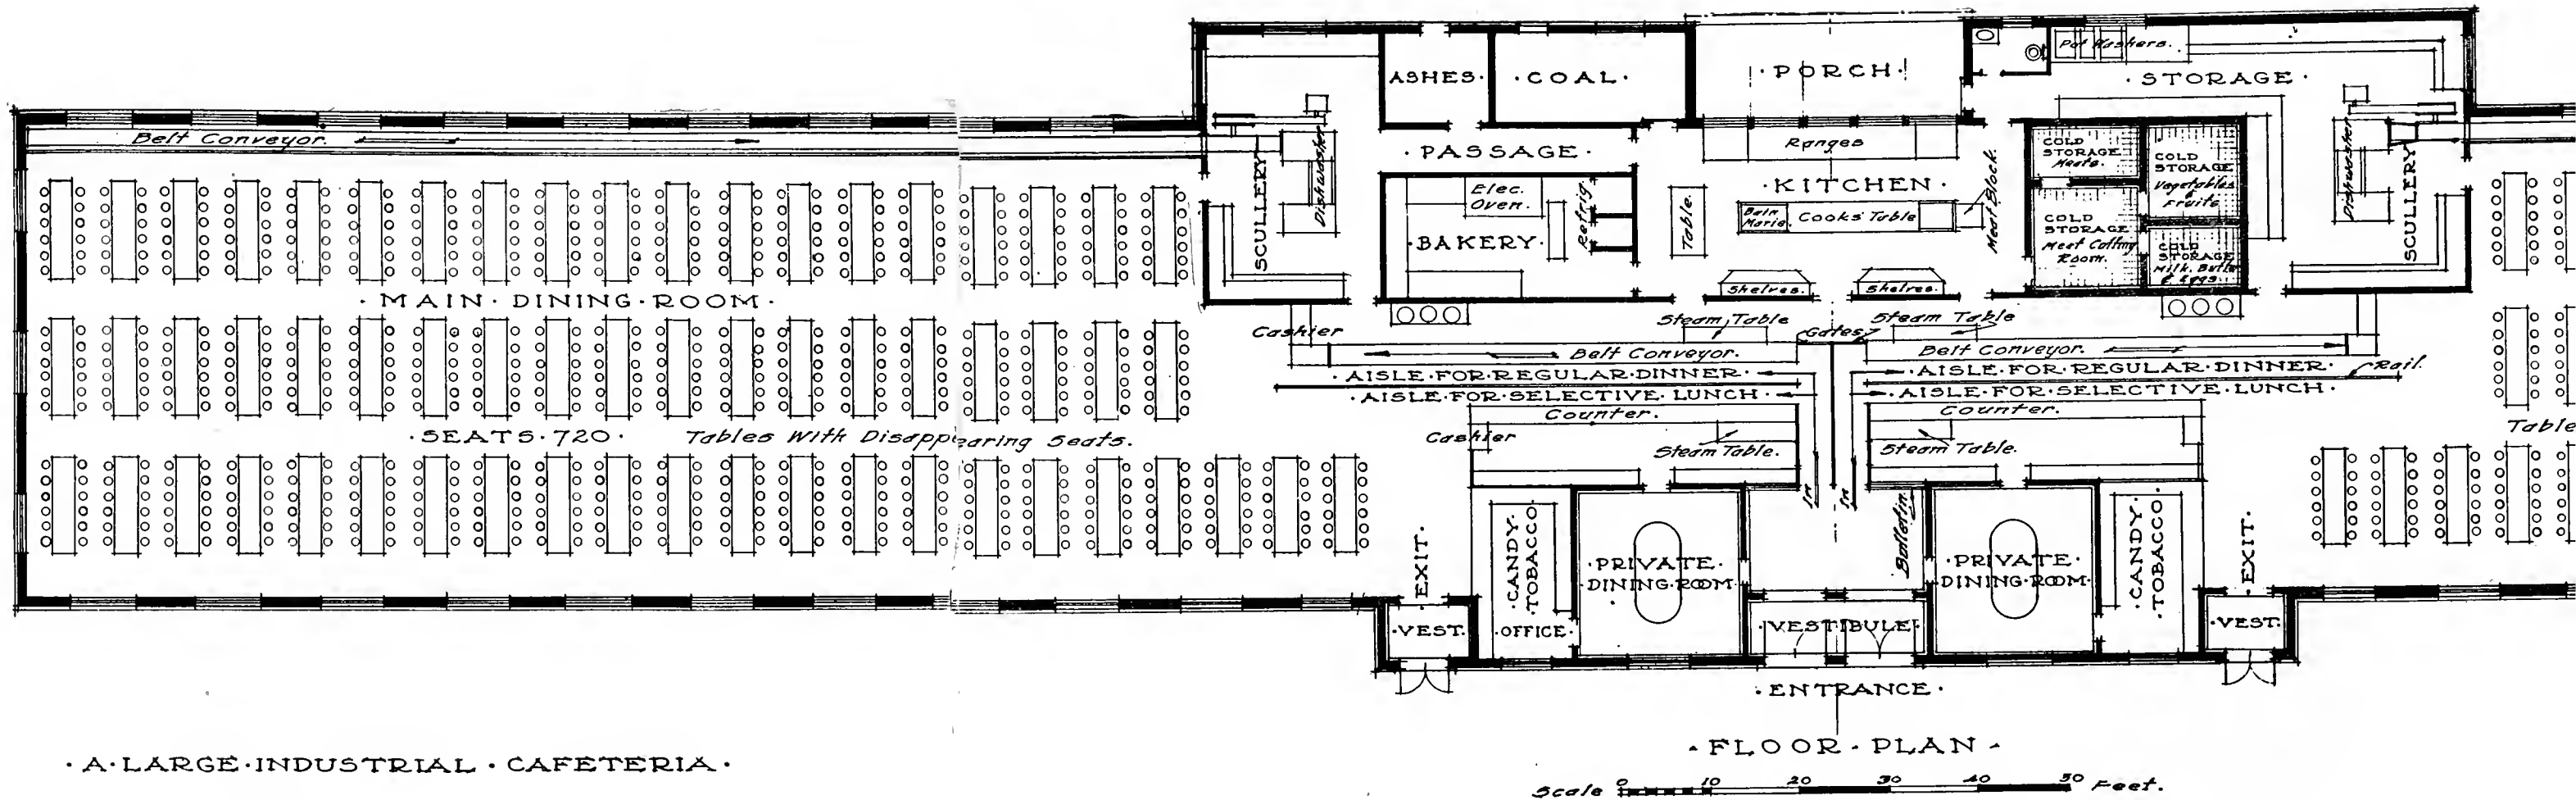 Belt Conveyor.
· MAIN · DINING · ROOM ·
· SEATS · 720 ·
Tables With Disappearing Seats.
SCULLERY
Dishwasher
ASHES ·
· COAL ·
· PORCH ·
· PASSAGE ·
Elec.
Oven.
Refrig
· BAKERY ·
Ranges
· KITCHEN ·
Table.
Bain
Marie.
Cooks' Table
Meat Block.
Shelves.
Shelves.
Pot Washers.
· STORAGE ·
COLD
STORAGE
Meats.
COLD
STORAGE
Vegetables
&
Fruits
COLD
STORAGE
Meat Cutting
Room.
COLD
STORAGE
Milk, Butter
& Eggs
Dishwasher
SCULLERY
Cashier
Steam Table
Gates
Steam Table
Belt Conveyor.
Belt Conveyor.
· AISLE · FOR · REGULAR · DINNER ·
· AISLE · FOR · REGULAR · DINNER ·
Rail.
· AISLE · FOR · SELECTIVE · LUNCH ·
· AISLE · FOR · SELECTIVE · LUNCH ·
Counter.
Counter.
Cashier
Steam Table.
Steam Table.
Table
In
In
Bulletin.
· EXIT ·
· CANDY ·
· TOBACCO ·
· PRIVATE ·
· DINING · ROOM ·
· PRIVATE ·
· DINING · ROOM ·
· CANDY ·
· TOBACCO ·
· EXIT ·
· VEST. ·
· OFFICE ·
· VESTIBULE ·
· VEST. ·
· ENTRANCE ·
· FLOOR · PLAN ·
· A · LARGE · INDUSTRIAL · CAFETERIA ·
Scale 0 10 20 30 40 50 Feet.